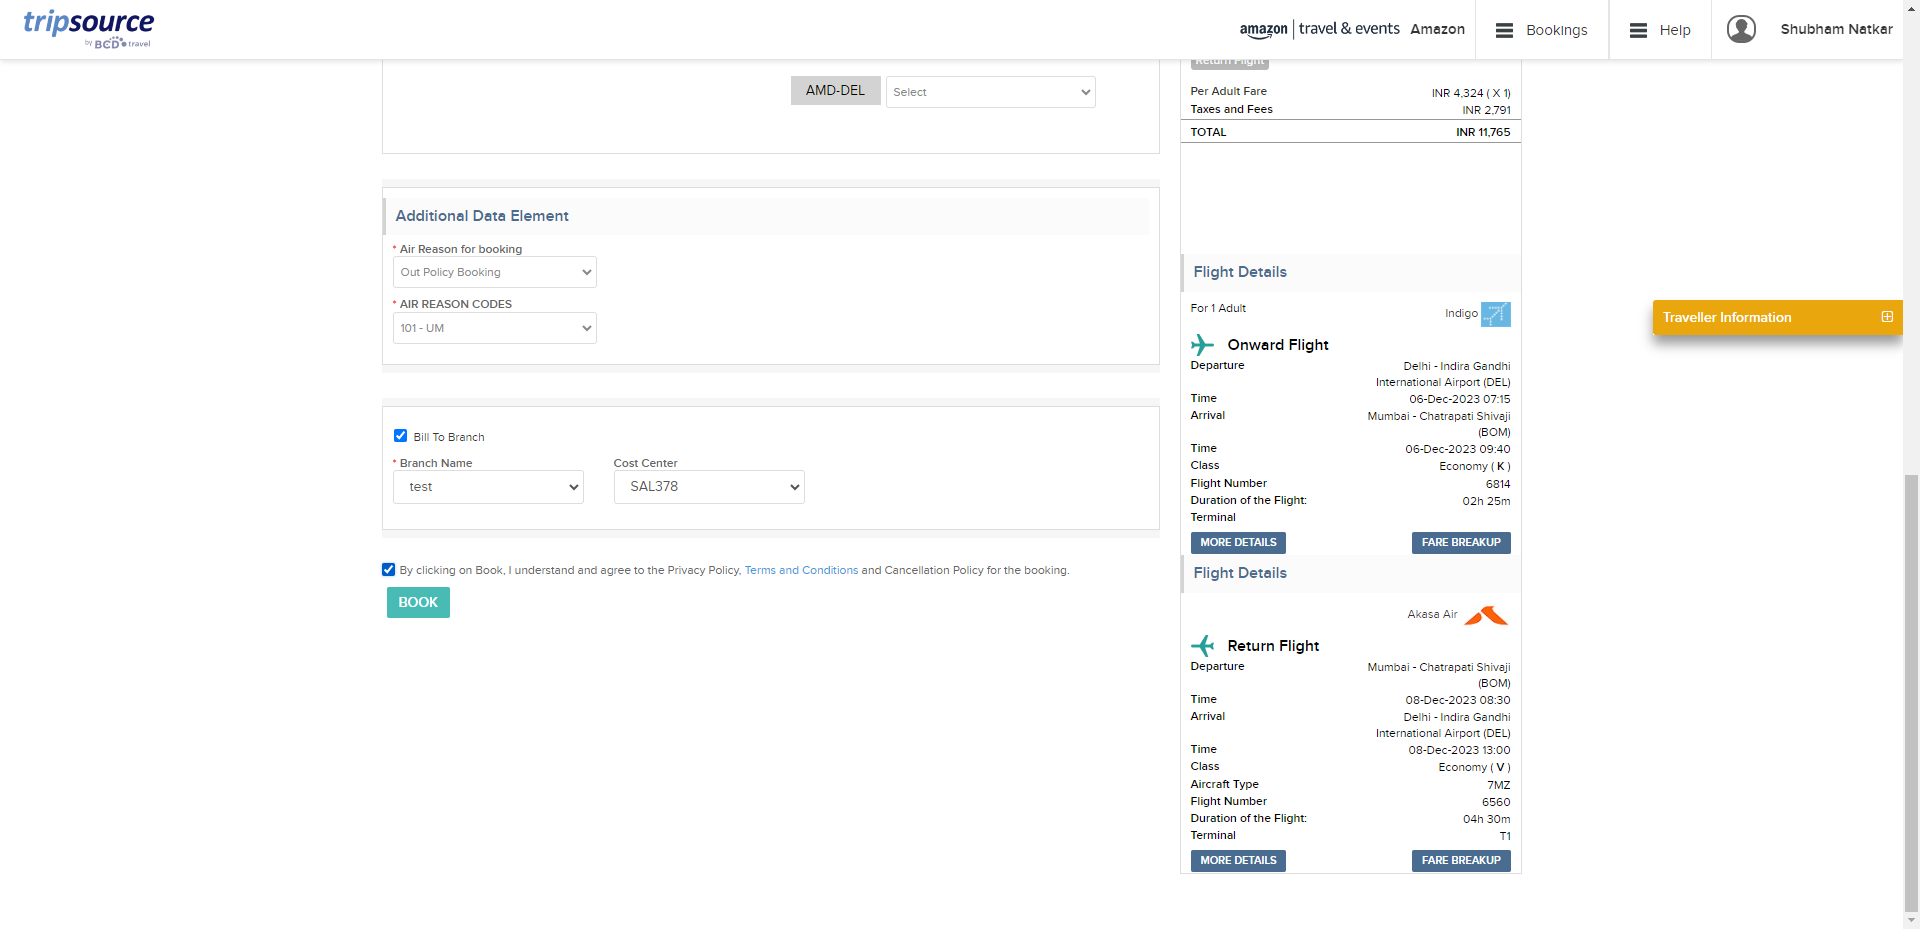 tripsource
by BCD travel
amazon | travel & events Amazon
Bookings
Help
Shubham Natkar
AMD-DEL
Select
Return Flight
Per Adult Fare INR 4,324 ( X 1)
Taxes and Fees INR 2,791
TOTAL INR 11,765
Additional Data Element
* Air Reason for booking
Out Policy Booking
* AIR REASON CODES
101 - UM
Bill To Branch
* Branch Name Cost Center
test SAL378
By clicking on Book, I understand and agree to the Privacy Policy, Terms and Conditions and Cancellation Policy for the booking.
BOOK
Flight Details
For 1 Adult Indigo
Onward Flight
Departure Delhi - Indira Gandhi
International Airport (DEL)
Time 06-Dec-2023 07:15
Arrival Mumbai - Chatrapati Shivaji
(BOM)
Time 06-Dec-2023 09:40
Class Economy ( K )
Flight Number 6814
Duration of the Flight: 02h 25m
Terminal
MORE DETAILS FARE BREAKUP
Flight Details
Akasa Air
Return Flight
Departure Mumbai - Chatrapati Shivaji
(BOM)
Time 08-Dec-2023 08:30
Arrival Delhi - Indira Gandhi
International Airport (DEL)
Time 08-Dec-2023 13:00
Class Economy ( V )
Aircraft Type 7MZ
Flight Number 6560
Duration of the Flight: 04h 30m
Terminal T1
MORE DETAILS FARE BREAKUP
Traveller Information